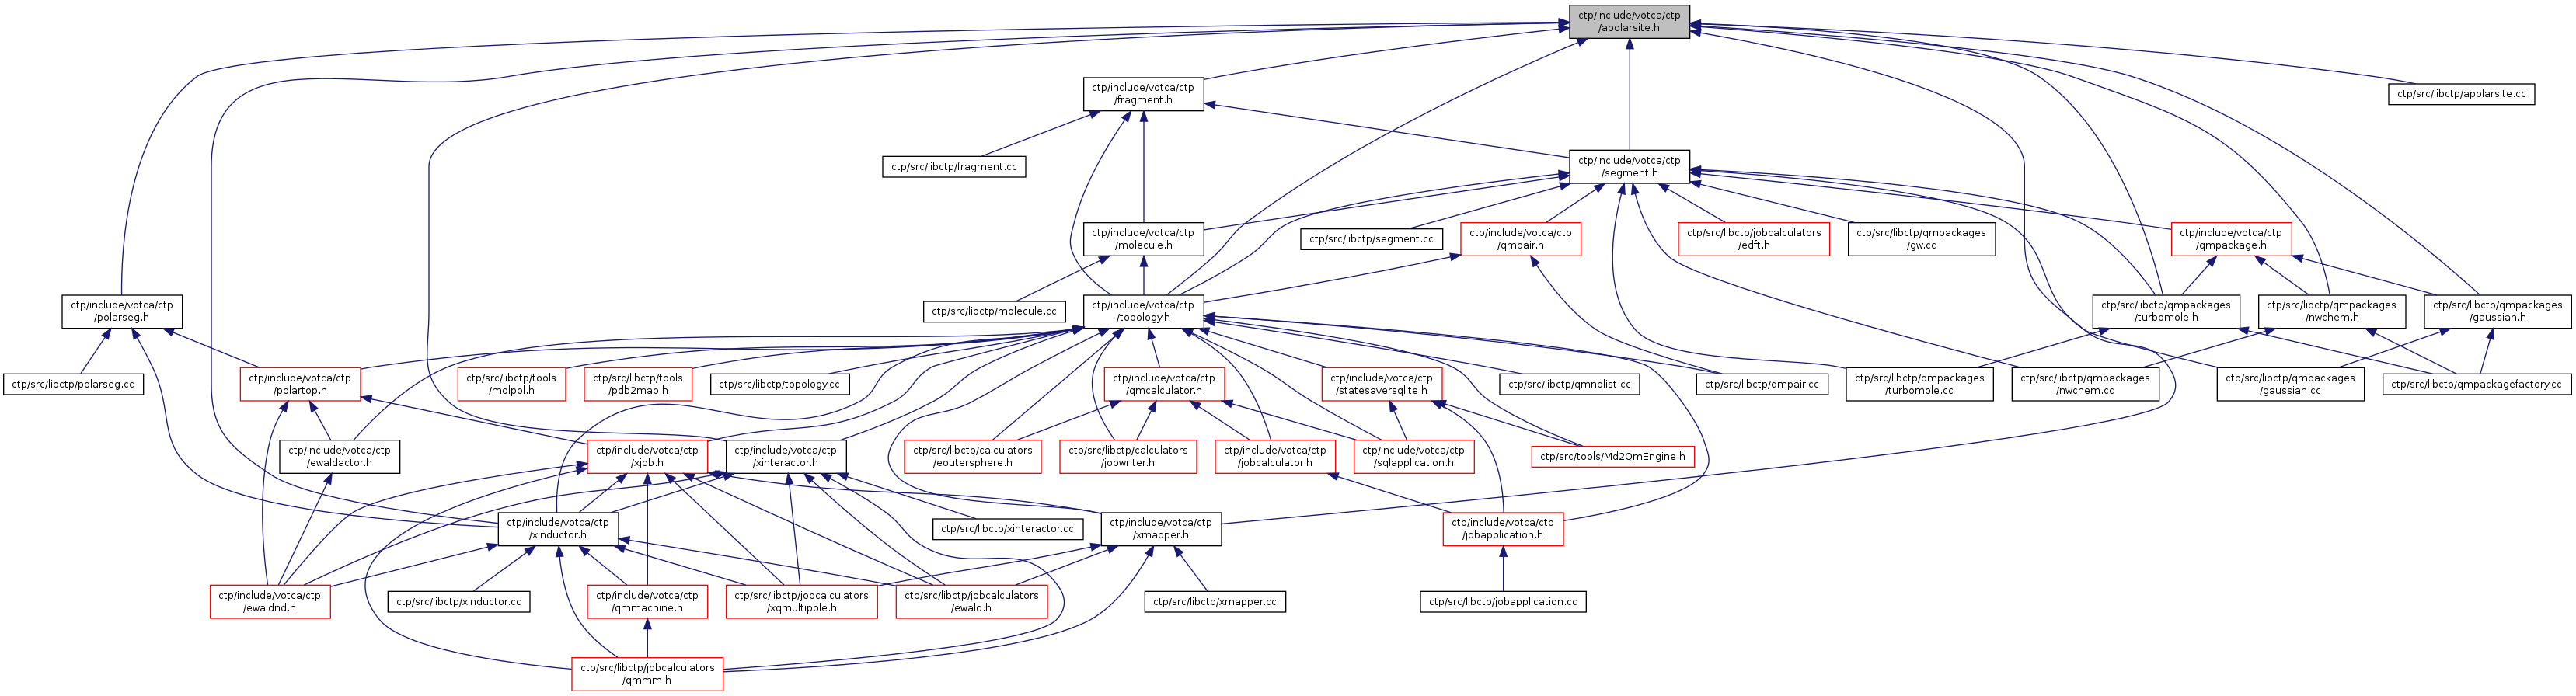 ctp/include/votca/ctp
/apolarsite.h
ctp/include/votca/ctp
/fragment.h
ctp/src/libctp/apolarsite.cc
ctp/src/libctp/fragment.cc
ctp/include/votca/ctp
/segment.h
ctp/include/votca/ctp
/molecule.h
ctp/src/libctp/segment.cc
ctp/include/votca/ctp
/qmpair.h
ctp/src/libctp/jobcalculators
/edft.h
ctp/src/libctp/qmpackages
/gw.cc
ctp/include/votca/ctp
/qmpackage.h
ctp/include/votca/ctp
/polarseg.h
ctp/src/libctp/molecule.cc
ctp/include/votca/ctp
/topology.h
ctp/src/libctp/qmpackages
/turbomole.h
ctp/src/libctp/qmpackages
/nwchem.h
ctp/src/libctp/qmpackages
/gaussian.h
ctp/src/libctp/polarseg.cc
ctp/include/votca/ctp
/polartop.h
ctp/src/libctp/tools
/molpol.h
ctp/src/libctp/tools
/pdb2map.h
ctp/src/libctp/topology.cc
ctp/include/votca/ctp
/qmcalculator.h
ctp/include/votca/ctp
/statesaversqlite.h
ctp/src/libctp/qmnblist.cc
ctp/src/libctp/qmpair.cc
ctp/src/libctp/qmpackages
/turbomole.cc
ctp/src/libctp/qmpackages
/nwchem.cc
ctp/src/libctp/qmpackages
/gaussian.cc
ctp/src/libctp/qmpackagefactory.cc
ctp/include/votca/ctp
/ewaldactor.h
ctp/include/votca/ctp
/xjob.h
ctp/include/votca/ctp
/xinteractor.h
ctp/src/libctp/calculators
/eoutersphere.h
ctp/src/libctp/calculators
/jobwriter.h
ctp/include/votca/ctp
/jobcalculator.h
ctp/include/votca/ctp
/sqlapplication.h
ctp/src/tools/Md2QmEngine.h
ctp/include/votca/ctp
/xinductor.h
ctp/src/libctp/xinteractor.cc
ctp/include/votca/ctp
/xmapper.h
ctp/include/votca/ctp
/jobapplication.h
ctp/include/votca/ctp
/ewaldnd.h
ctp/src/libctp/xinductor.cc
ctp/include/votca/ctp
/qmmachine.h
ctp/src/libctp/jobcalculators
/xqmultipole.h
ctp/src/libctp/jobcalculators
/ewald.h
ctp/src/libctp/xmapper.cc
ctp/src/libctp/jobapplication.cc
ctp/src/libctp/jobcalculators
/qmmm.h